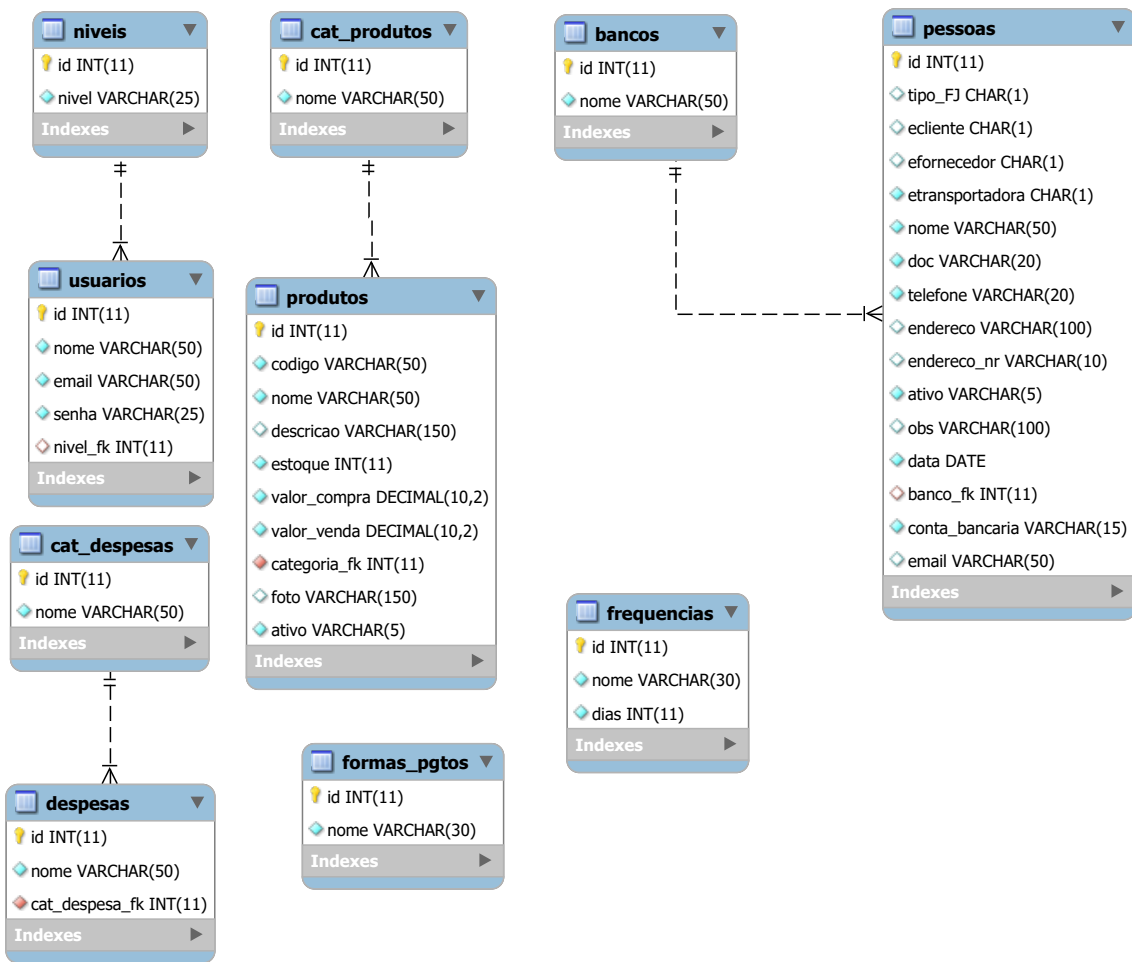 niveis
id INT(11)
nivel VARCHAR(25)
Indexes
cat_produtos
id INT(11)
nome VARCHAR(50)
Indexes
bancos
id INT(11)
nome VARCHAR(50)
Indexes
pessoas
id INT(11)
tipo_FJ CHAR(1)
ecliente CHAR(1)
efornecedor CHAR(1)
etransportadora CHAR(1)
nome VARCHAR(50)
doc VARCHAR(20)
telefone VARCHAR(20)
endereco VARCHAR(100)
endereco_nr VARCHAR(10)
ativo VARCHAR(5)
obs VARCHAR(100)
data DATE
banco_fk INT(11)
conta_bancaria VARCHAR(15)
email VARCHAR(50)
Indexes
usuarios
id INT(11)
nome VARCHAR(50)
email VARCHAR(50)
senha VARCHAR(25)
nivel_fk INT(11)
Indexes
produtos
id INT(11)
codigo VARCHAR(50)
nome VARCHAR(50)
descricao VARCHAR(150)
estoque INT(11)
valor_compra DECIMAL(10,2)
valor_venda DECIMAL(10,2)
categoria_fk INT(11)
foto VARCHAR(150)
ativo VARCHAR(5)
Indexes
cat_despesas
id INT(11)
nome VARCHAR(50)
Indexes
frequencias
id INT(11)
nome VARCHAR(30)
dias INT(11)
Indexes
formas_pgtos
id INT(11)
nome VARCHAR(30)
Indexes
despesas
id INT(11)
nome VARCHAR(50)
cat_despesa_fk INT(11)
Indexes